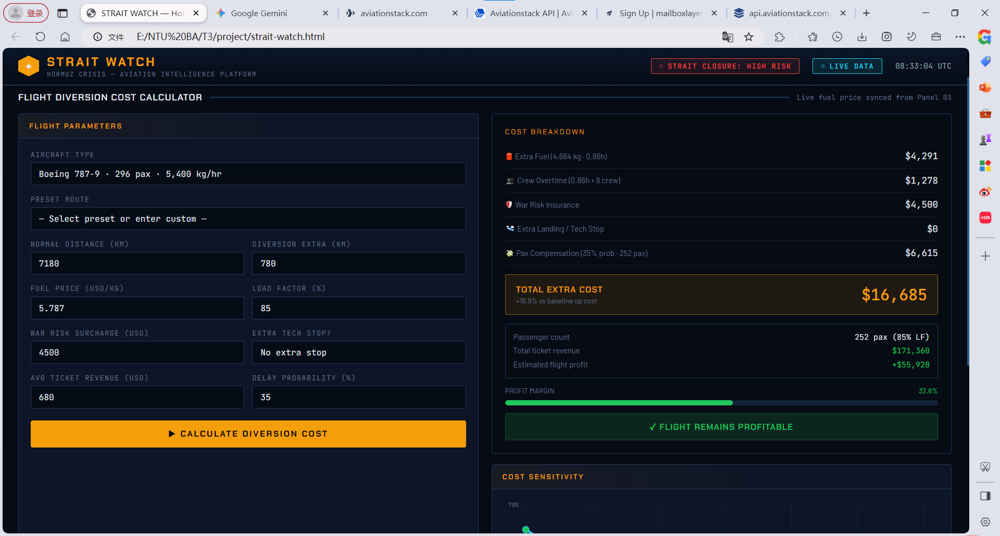 登录
STRAIT WATCH — Hor
Google Gemini
aviationstack.com
Aviationstack API | Avi
Sign Up | mailboxlayer
api.aviationstack.com/
文件
E:/NTU%20BA/T3/project/strait-watch.html
STRAIT WATCH
HORMUZ CRISIS — AVIATION INTELLIGENCE PLATFORM
STRAIT CLOSURE: HIGH RISK
LIVE DATA
08:33:04 UTC
FLIGHT DIVERSION COST CALCULATOR
Live fuel price synced from Panel 03
FLIGHT PARAMETERS
AIRCRAFT TYPE
Boeing 787-9 · 296 pax · 5,400 kg/hr
PRESET ROUTE
— Select preset or enter custom —
NORMAL DISTANCE (KM)
DIVERSION EXTRA (KM)
7180
780
FUEL PRICE (USD/KG)
LOAD FACTOR (%)
5.787
85
WAR RISK SURCHARGE (USD)
EXTRA TECH STOP?
4500
No extra stop
AVG TICKET REVENUE (USD)
DELAY PROBABILITY (%)
680
35
▶ CALCULATE DIVERSION COST
COST BREAKDOWN
Extra Fuel (4,664 kg · 0.86h)
$4,291
Crew Overtime (0.86h × 8 crew)
$1,278
War Risk Insurance
$4,500
Extra Landing / Tech Stop
$0
Pax Compensation (35% prob · 252 pax)
$6,615
TOTAL EXTRA COST
+16.9% vs baseline op cost
$16,685
Passenger count
252 pax (85% LF)
Total ticket revenue
$171,360
Estimated flight profit
+$55,920
PROFIT MARGIN
32.6%
✓ FLIGHT REMAINS PROFITABLE
COST SENSITIVITY
70%